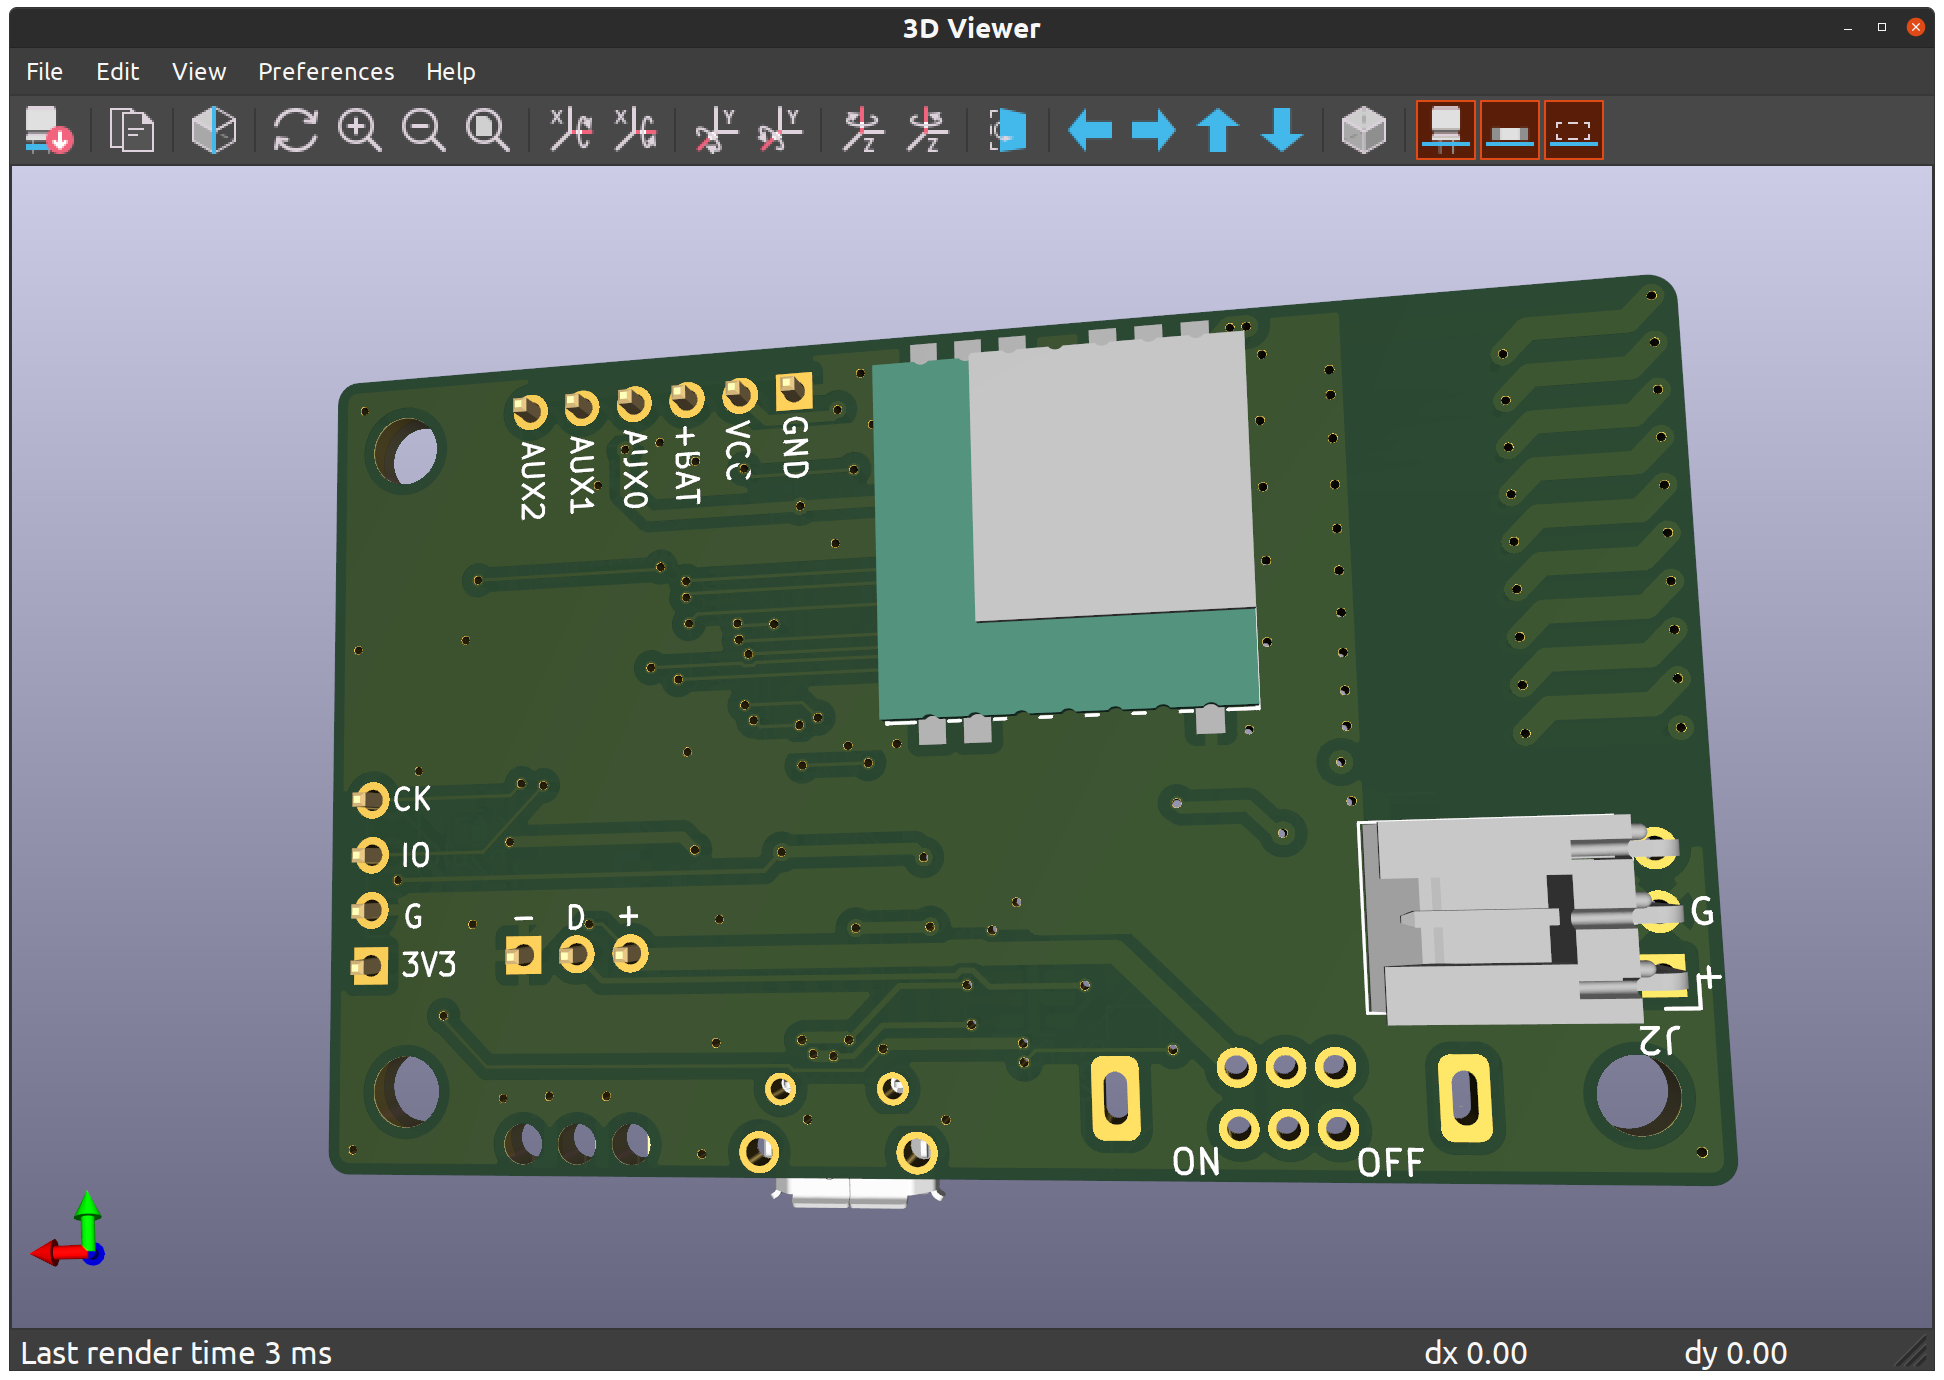 3D Viewer
File Edit View Preferences Help
X X Y Y Z Z
AUX2 AUX1 AUX0 +BAT VCC GND
CK
IO
G
3V3
- D +
G
+
J2
ON OFF
Last render time 3 ms dx 0.00 dy 0.00